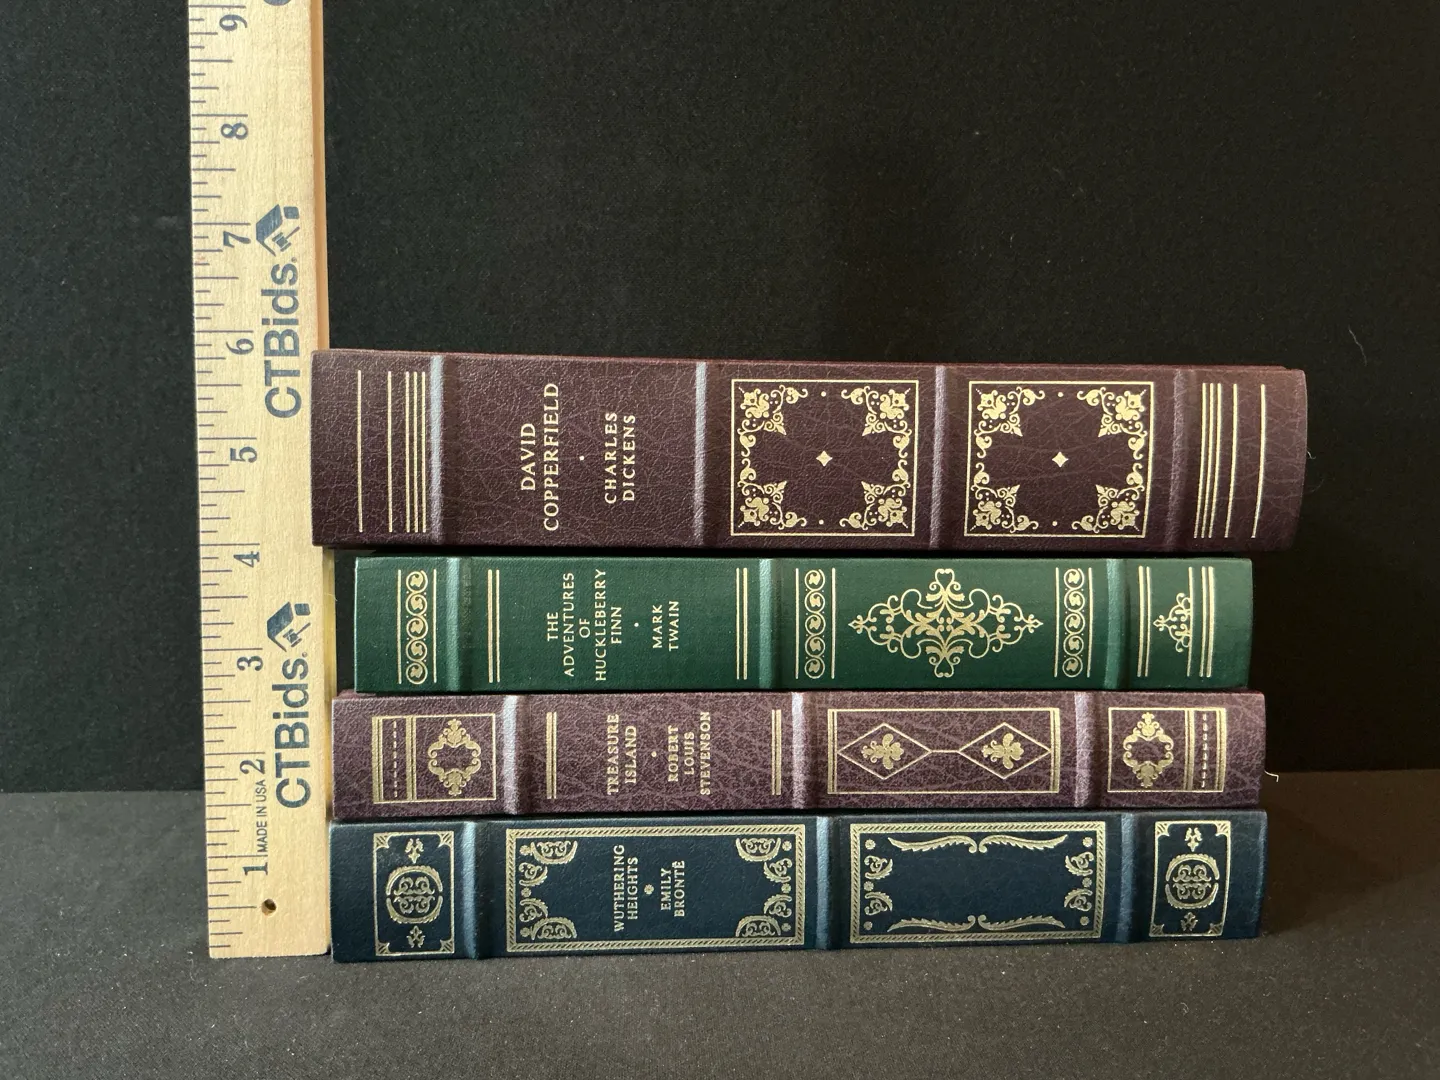 9
8
7
6
5
4
3
2
1
CTBids.
CTBids.
MADE IN USA
DAVID
COPPERFIELD
CHARLES
DICKENS
THE
ADVENTURES
OF
HUCKLEBERRY
FINN
MARK
TWAIN
TREASURE
ISLAND
ROBERT
LOUIS
STEVENSON
WUTHERING
HEIGHTS
EMILY
BRONTË